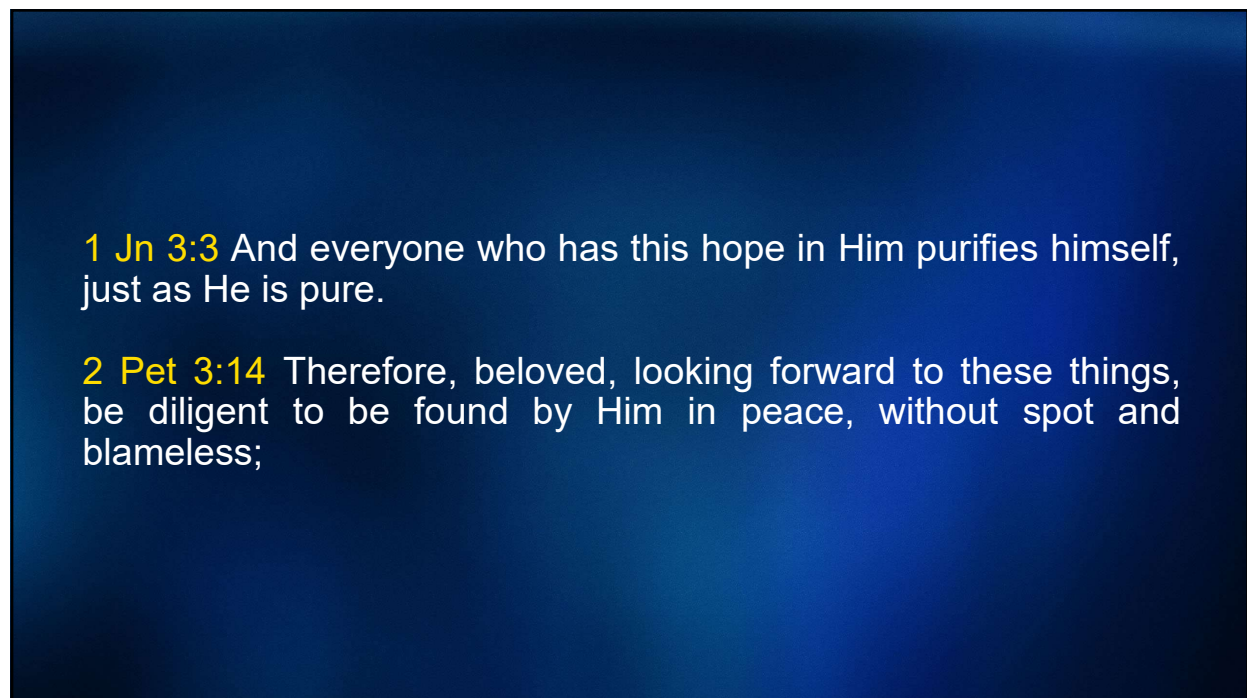 1 Jn 3:3 And everyone who has this hope in Him purifies himself,
just as He is pure.
2 Pet 3:14 Therefore, beloved, looking forward to these things,
be diligent to be found by Him in peace, without spot and
blameless;